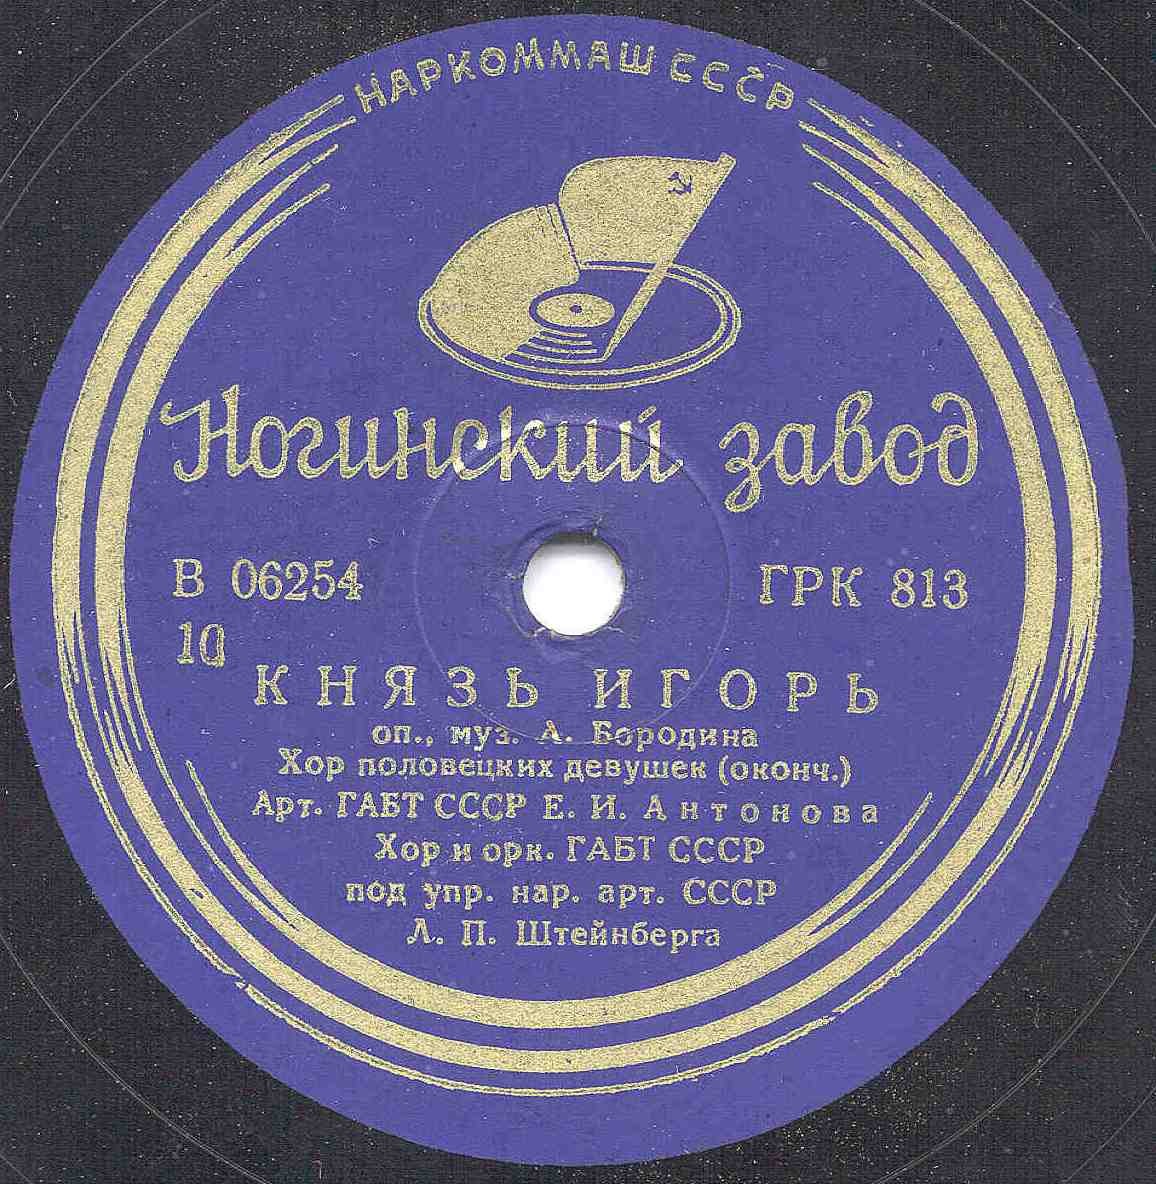 НАРКОММАШ СССР
Ногинский завод
В 06254 ГРК 813
10
КНЯЗЬ ИГОРЬ
оп., муз. А. Бородина
Хор половецких девушек (оконч.)
Арт. ГАБТ СССР Е. И. Антонова
Хор и орк. ГАБТ СССР
под упр. нар. арт. СССР
Л. П. Штейнберга